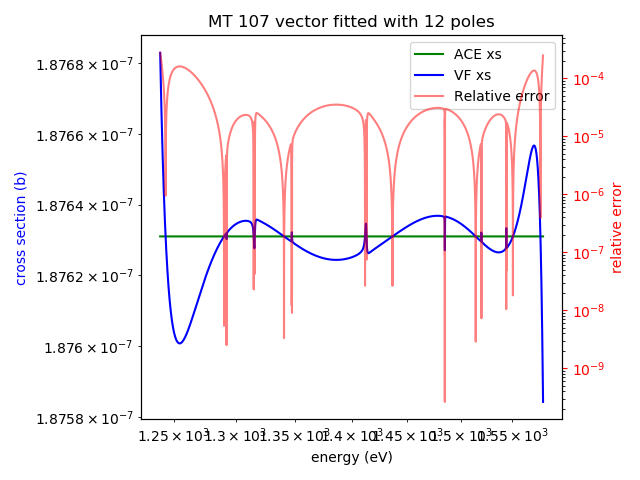 MT 107 vector fitted with 12 poles
ACE xs
VF xs
Relative error
1.8768 × 10⁻⁷
1.8766 × 10⁻⁷
1.8764 × 10⁻⁷
1.8762 × 10⁻⁷
1.876 × 10⁻⁷
1.8758 × 10⁻⁷
cross section (b)
10⁻⁴
10⁻⁵
10⁻⁶
10⁻⁷
10⁻⁸
10⁻⁹
relative error
1.25 × 10³ 1.3 × 10³ 1.35 × 10³ 1.4 × 10³ 1.45 × 10³ 1.5 × 10³ 1.55 × 10³
energy (eV)